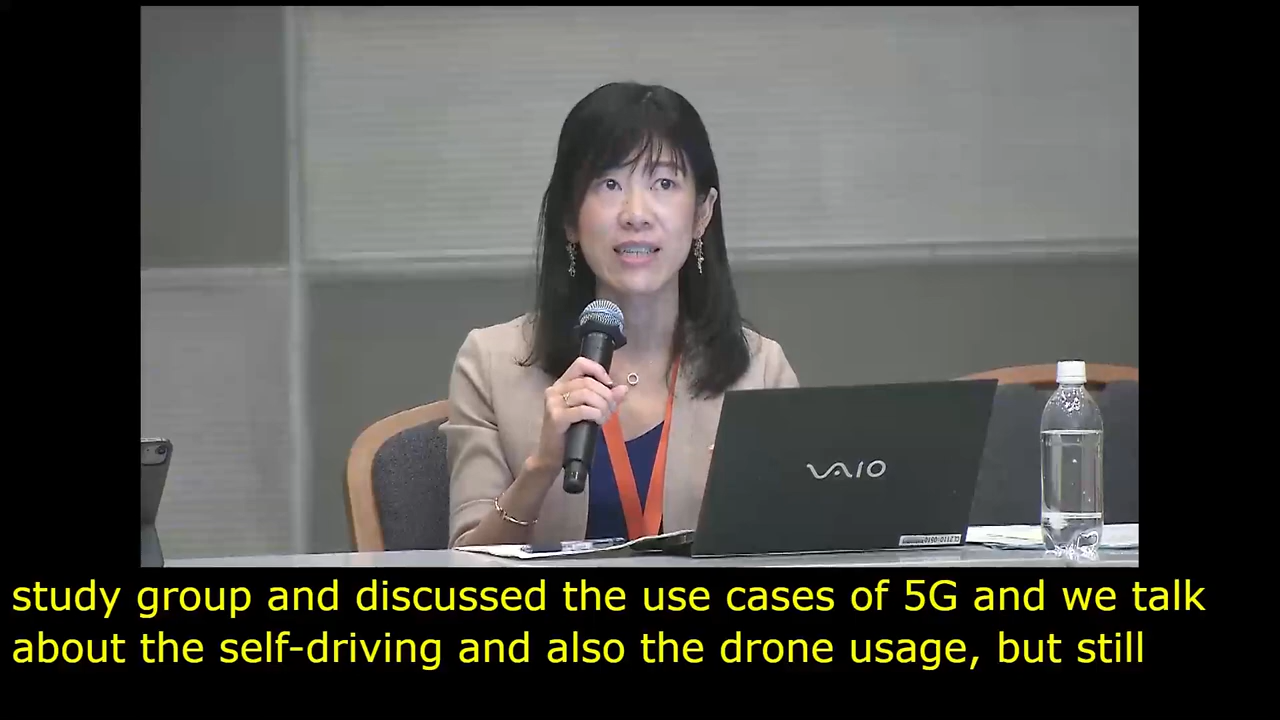 VAIO
study group and discussed the use cases of 5G and we talk
about the self-driving and also the drone usage, but still